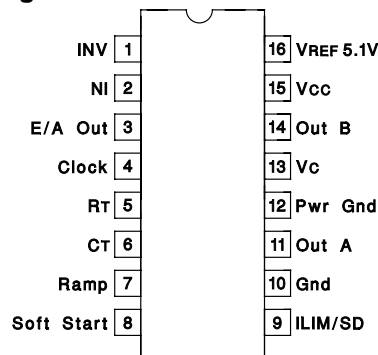 INV 1 16 VREF 5.1V
NI 2 15 VCC
E/A Out 3 14 Out B
Clock 4 13 VC
RT 5 12 Pwr Gnd
CT 6 11 Out A
Ramp 7 10 Gnd
Soft Start 8 9 ILIM/SD